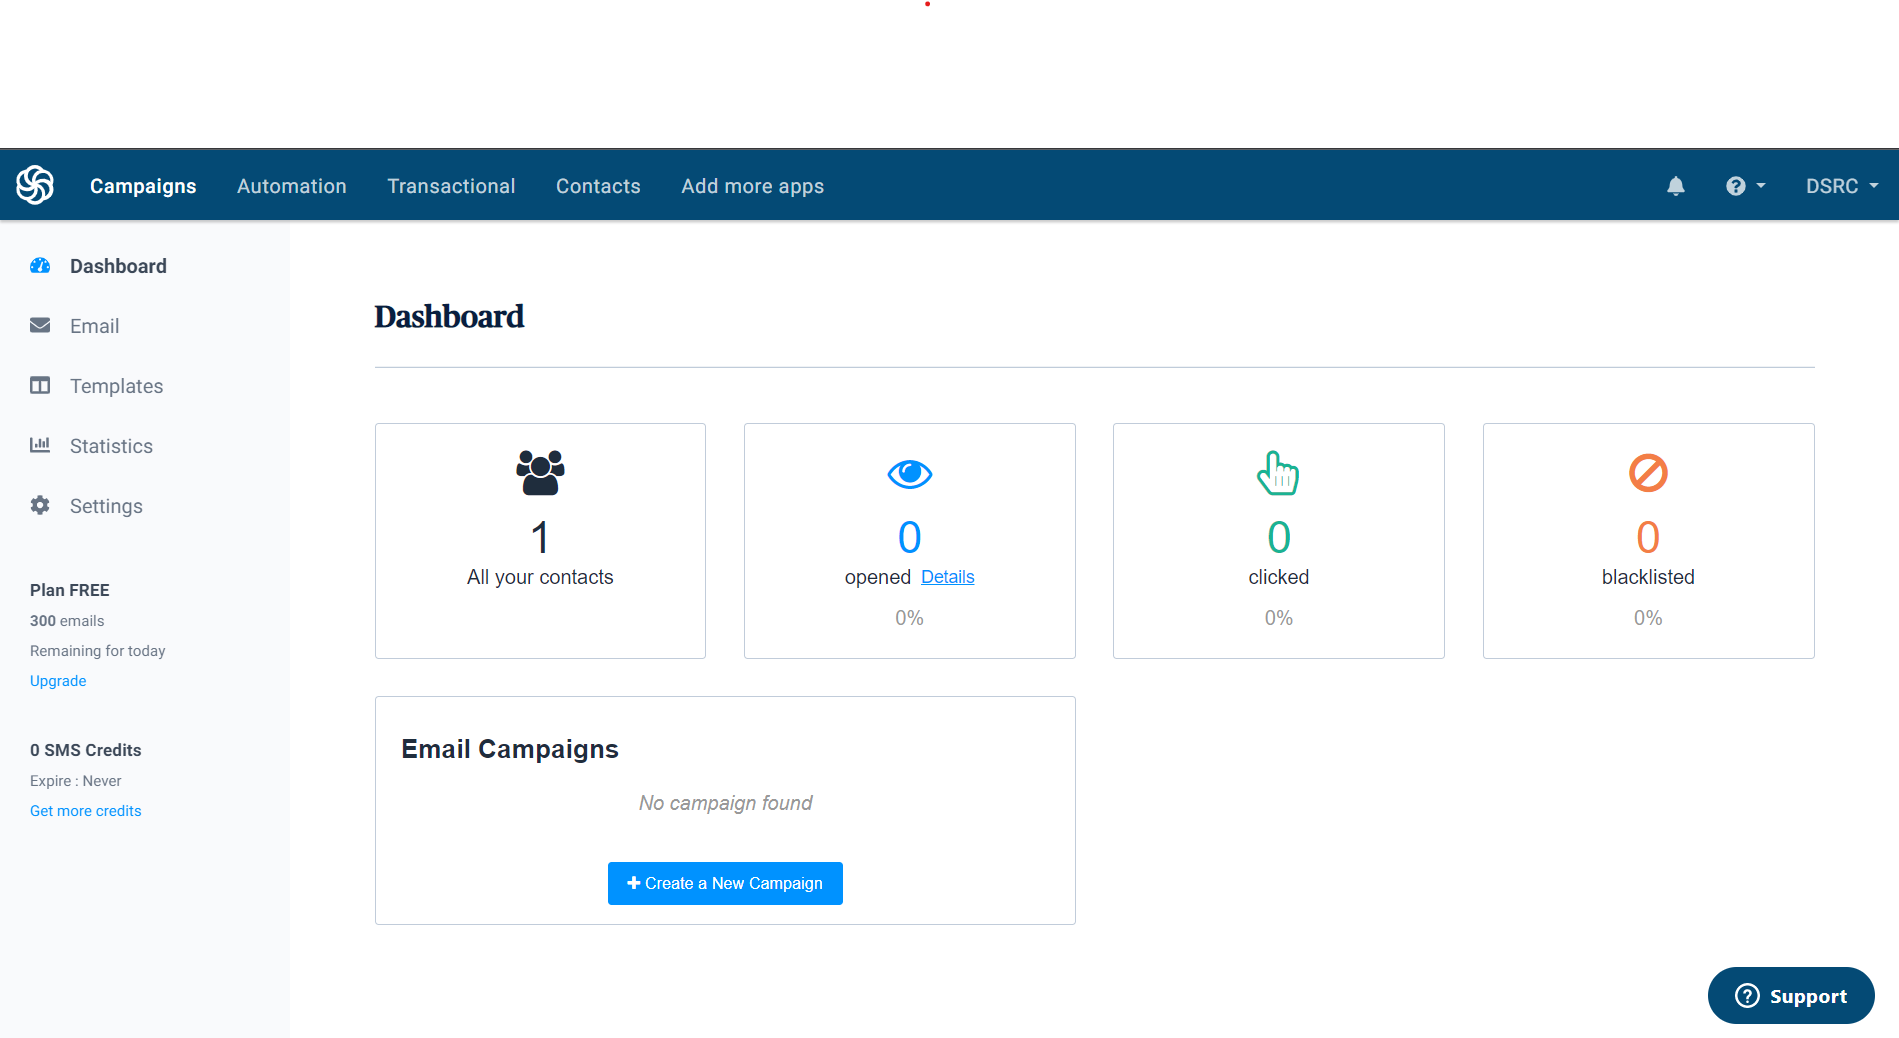 Campaigns Automation Transactional Contacts Add more apps DSRC
Dashboard
Email
Templates
Statistics
Settings
Plan FREE
300 emails
Remaining for today
Upgrade
0 SMS Credits
Expire : Never
Get more credits
Dashboard
1
All your contacts
0
opened Details
0%
0
clicked
0%
0
blacklisted
0%
Email Campaigns
No campaign found
Create a New Campaign
Support